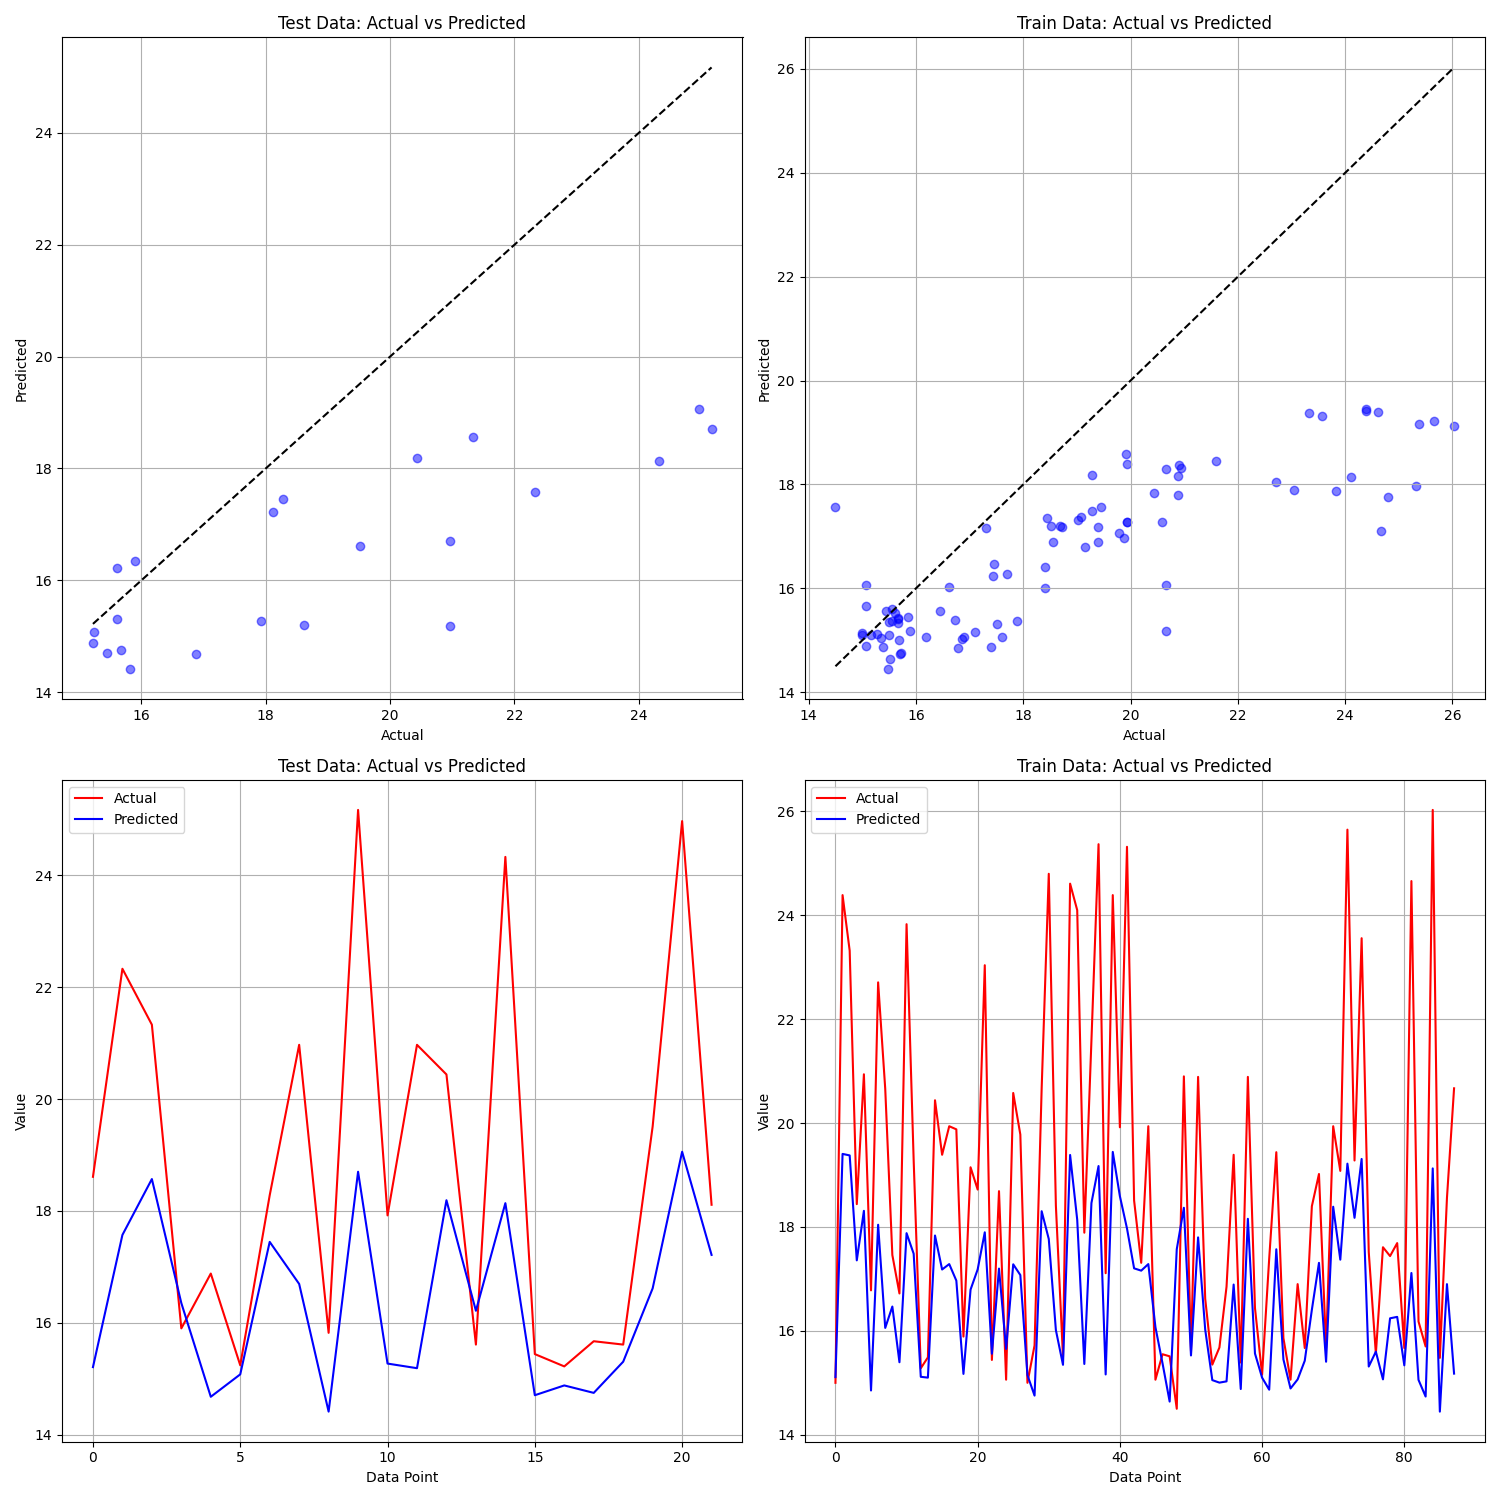 Test Data: Actual vs Predicted
24
22
20
18
16
14
Predicted
16 18 20 22 24
Actual
Train Data: Actual vs Predicted
26
24
22
20
18
16
14
Predicted
14 16 18 20 22 24 26
Actual
Test Data: Actual vs Predicted
Actual
Predicted
24
22
20
18
16
14
Value
0 5 10 15 20
Data Point
Train Data: Actual vs Predicted
Actual
Predicted
26
24
22
20
18
16
14
Value
0 20 40 60 80
Data Point